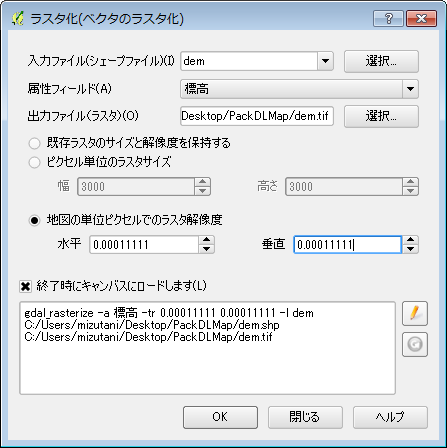 ラスタ化(ベクタのラスタ化)
入力ファイル(シェープファイル)(I) dem 選択...
属性フィールド(A) 標高
出力ファイル(ラスタ)(O) Desktop/PackDLMap/dem.tif 選択...
既存ラスタのサイズと解像度を保持する
ピクセル単位のラスタサイズ
幅 3000 高さ 3000
地図の単位ピクセルでのラスタ解像度
水平 0.00011111 垂直 0.00011111
終了時にキャンバスにロードします(L)
gdal_rasterize -a 標高 -tr 0.00011111 0.00011111 -l dem
C:/Users/mizutani/Desktop/PackDLMap/dem.shp
C:/Users/mizutani/Desktop/PackDLMap/dem.tif
OK 閉じる ヘルプ